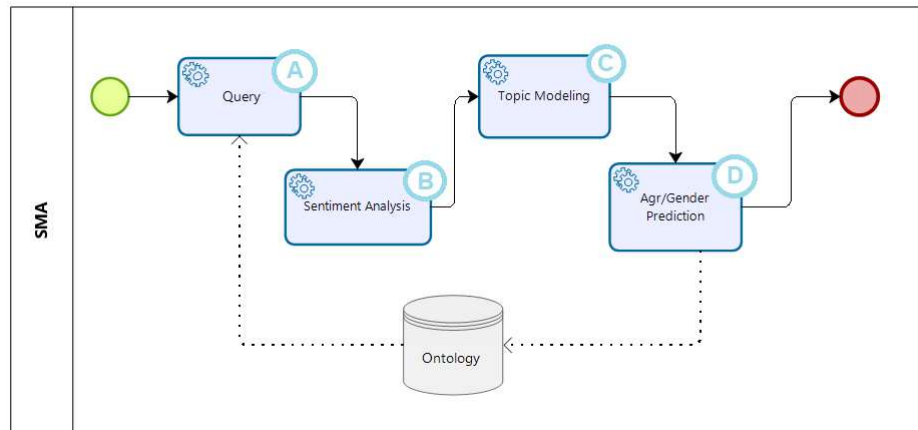 SMA
A
Query
B
Sentiment Analysis
C
Topic Modeling
D
Agr/Gender
Prediction
Ontology